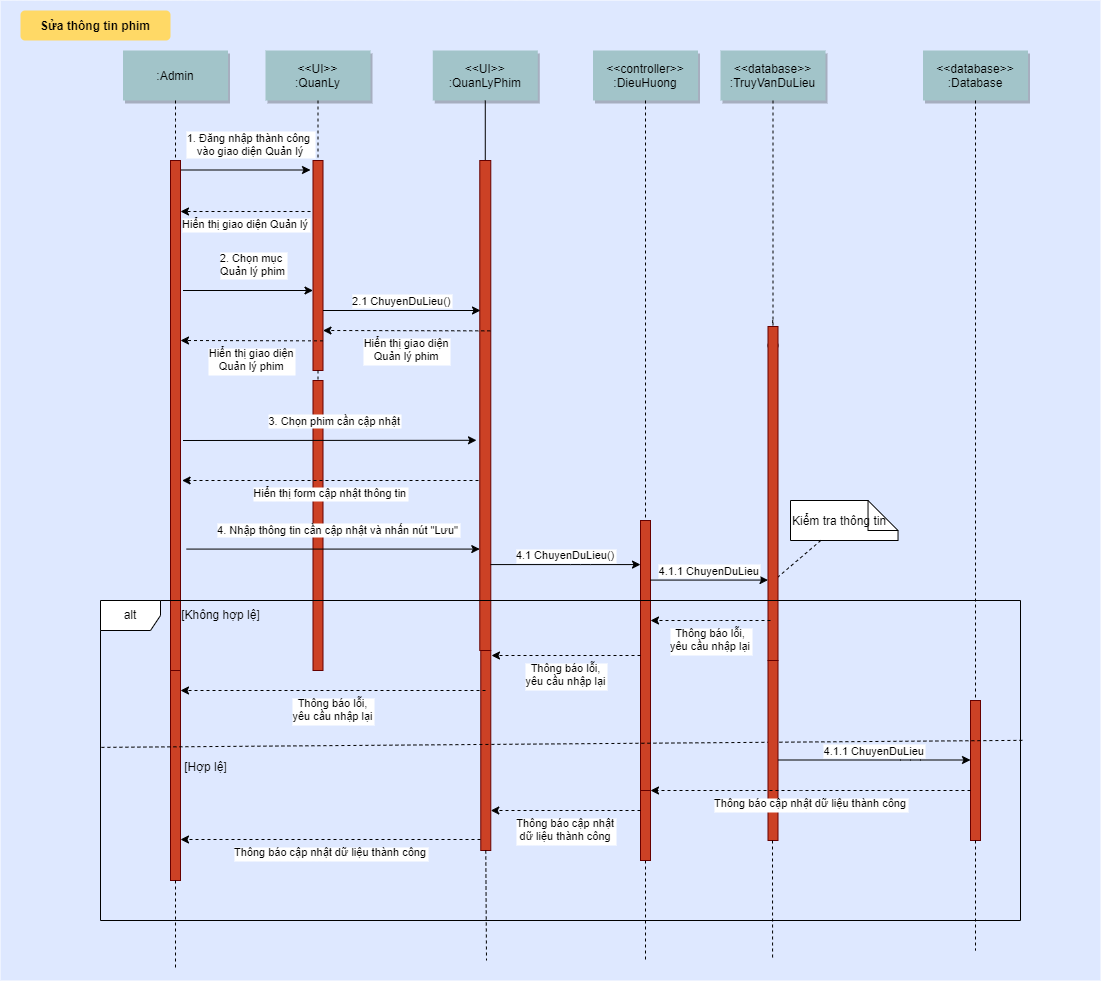 Sửa thông tin phim
:Admin
<<UI>>
:QuanLy
<<UI>>
:QuanLyPhim
<<controller>>
:DieuHuong
<<database>>
:TruyVanDuLieu
<<database>>
:Database
1. Đăng nhập thành công
vào giao diện Quản lý
Hiển thị giao diện Quản lý
2. Chọn mục
Quản lý phim
2.1 ChuyenDuLieu()
Hiển thị giao diện
Quản lý phim
Hiển thị giao diện
Quản lý phim
3. Chọn phim cần cập nhật
Hiển thị form cập nhật thông tin
Kiểm tra thông tin
4. Nhập thông tin cần cập nhật và nhấn nút "Lưu"
4.1 ChuyenDuLieu()
4.1.1 ChuyenDuLieu
alt
[Không hợp lệ]
Thông báo lỗi,
yêu cầu nhập lại
Thông báo lỗi,
yêu cầu nhập lại
Thông báo lỗi,
yêu cầu nhập lại
[Hợp lệ]
4.1.1 ChuyenDuLieu
Thông báo cập nhật dữ liệu thành công
Thông báo cập nhật
dữ liệu thành công
Thông báo cập nhật dữ liệu thành công